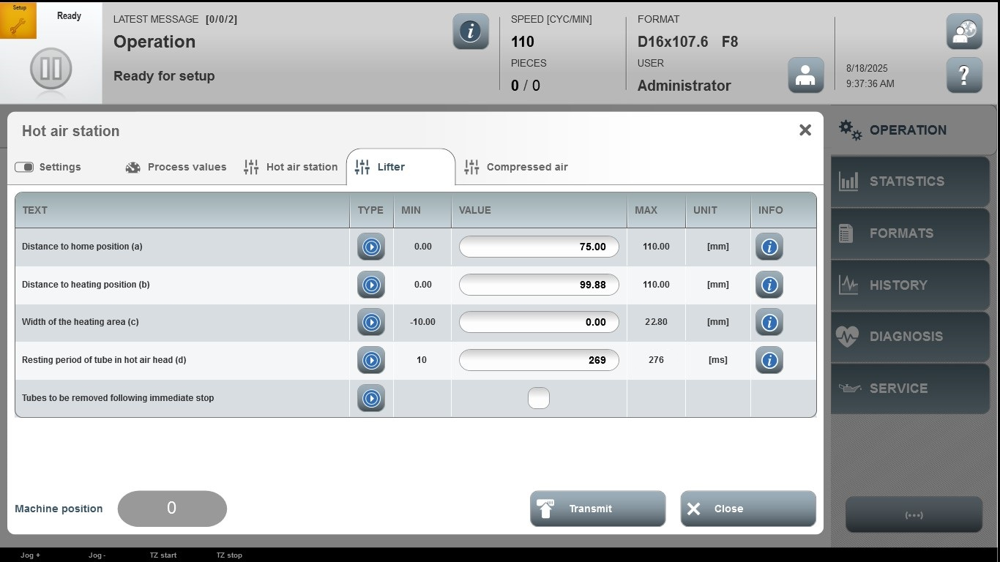 Setup
Ready
LATEST MESSAGE [0/0/2]
Operation
Ready for setup
SPEED [CYC/MIN]
110
PIECES
0 / 0
FORMAT
D16x107.6 F8
USER
Administrator
8/18/2025
9:37:36 AM
?
Hot air station
Settings
Process values
Hot air station
Lifter
Compressed air
TEXT TYPE MIN VALUE MAX UNIT INFO
Distance to home position (a) 0.00 75.00 110.00 [mm] i
Distance to heating position (b) 0.00 99.88 110.00 [mm] i
Width of the heating area (c) -10.00 0.00 22.80 [mm] i
Resting period of tube in hot air head (d) 10 269 276 [ms] i
Tubes to be removed following immediate stop
Machine position 0
Transmit
Close
OPERATION
STATISTICS
FORMATS
HISTORY
DIAGNOSIS
SERVICE
(•••)
Jog + Jog - TZ start TZ stop